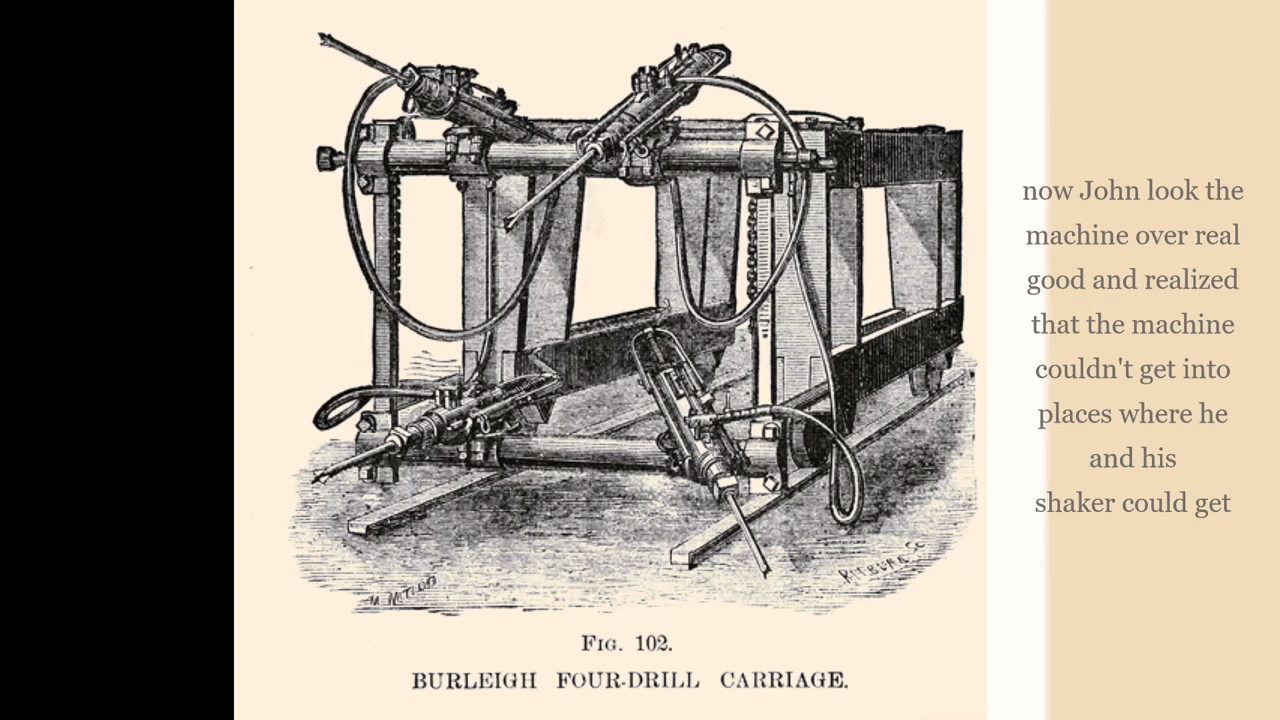 now John look the
machine over real
good and realized
that the machine
couldn't get into
places where he
and his
shaker could get
FIG. 102.
BURLEIGH FOUR-DRILL CARRIAGE.